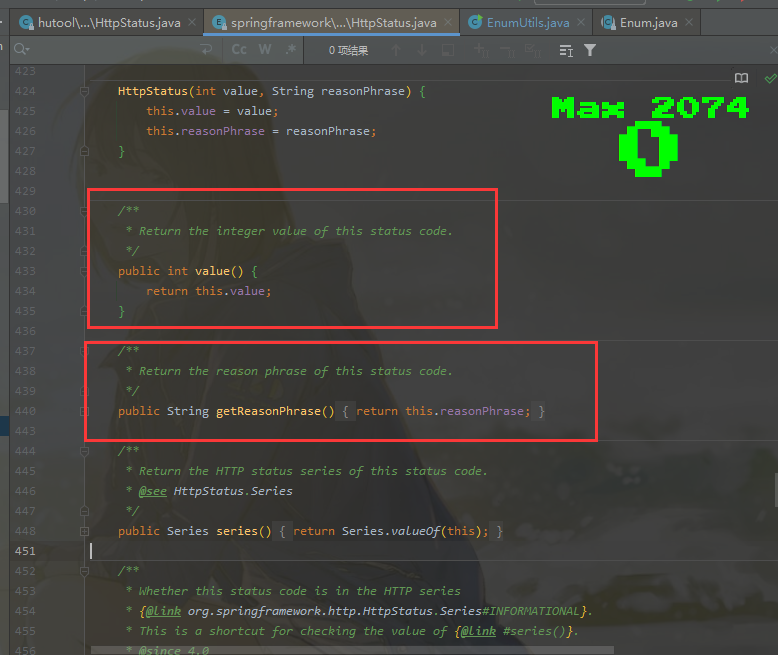 hutool\...\HttpStatus.java springframework\...\HttpStatus.java EnumUtils.java Enum.java
Cc W .* 0 项结果
423
424 HttpStatus(int value, String reasonPhrase) {
425 this.value = value;
426 this.reasonPhrase = reasonPhrase;
427 }
428
429
430 /**
431 * Return the integer value of this status code.
432 */
433 public int value() {
434 return this.value;
435 }
436
437 /**
438 * Return the reason phrase of this status code.
439 */
440 public String getReasonPhrase() { return this.reasonPhrase; }
443
444 /**
445 * Return the HTTP status series of this status code.
446 * @see HttpStatus.Series
447 */
448 public Series series() { return Series.valueOf(this); }
451
452 /**
453 * Whether this status code is in the HTTP series
454 * {@link org.springframework.http.HttpStatus.Series#INFORMATIONAL}.
455 * This is a shortcut for checking the value of {@link #series()}.
456 * @since 4.0
Max 2074
0